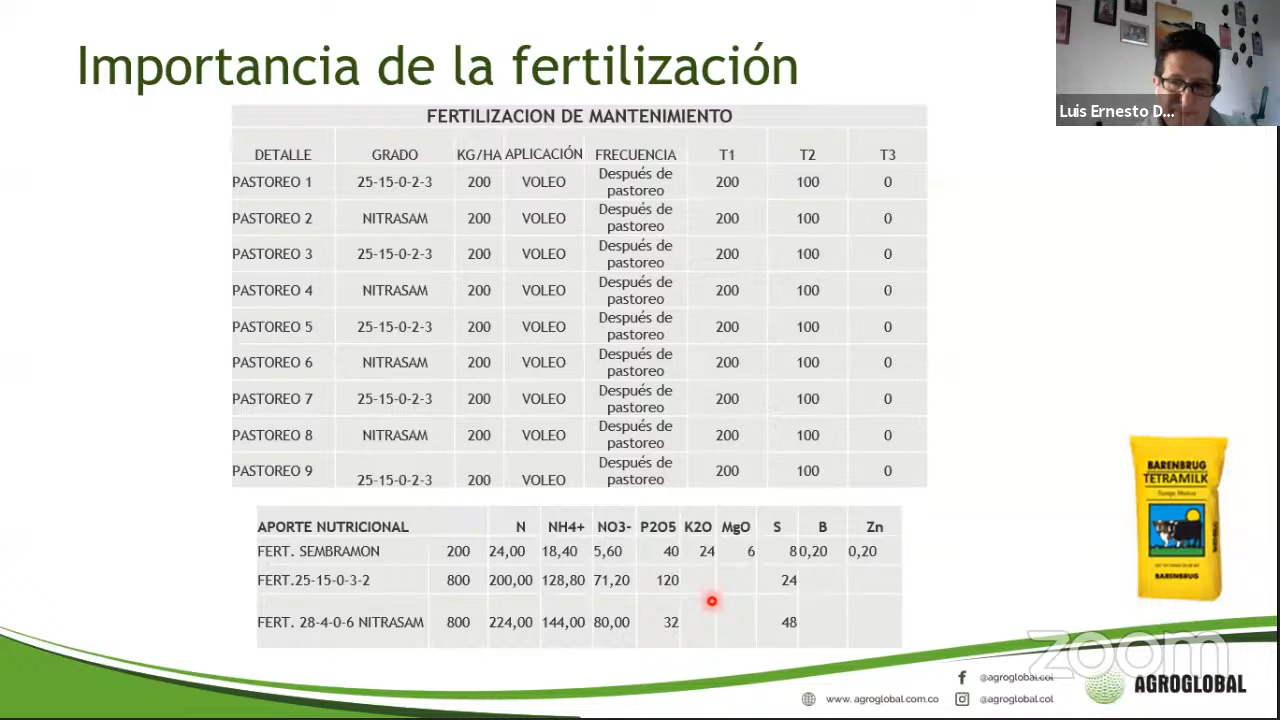 Importancia de la fertilización
Luis Ernesto D...
FERTILIZACION DE MANTENIMIENTO
DETALLE GRADO KG/HA APLICACIÓN FRECUENCIA T1 T2 T3
PASTOREO 1 25-15-0-2-3 200 VOLEO Después de pastoreo 200 100 0
PASTOREO 2 NITRASAM 200 VOLEO Después de pastoreo 200 100 0
PASTOREO 3 25-15-0-2-3 200 VOLEO Después de pastoreo 200 100 0
PASTOREO 4 NITRASAM 200 VOLEO Después de pastoreo 200 100 0
PASTOREO 5 25-15-0-2-3 200 VOLEO Después de pastoreo 200 100 0
PASTOREO 6 NITRASAM 200 VOLEO Después de pastoreo 200 100 0
PASTOREO 7 25-15-0-2-3 200 VOLEO Después de pastoreo 200 100 0
PASTOREO 8 NITRASAM 200 VOLEO Después de pastoreo 200 100 0
PASTOREO 9 25-15-0-2-3 200 VOLEO Después de pastoreo 200 100 0
APORTE NUTRICIONAL N NH4+ NO3- P2O5 K2O MgO S B Zn
FERT. SEMBRAMON 200 24,00 18,40 5,60 40 24 6 8 0,20 0,20
FERT.25-15-0-3-2 800 200,00 128,80 71,20 120 24
FERT. 28-4-0-6 NITRASAM 800 224,00 144,00 80,00 32 48
BARENBRUG
TETRAMILK
BARENBRUG
zoom
@agroglobal.col
www. agroglobal.com.co
@agroglobal.col
AGROGLOBAL